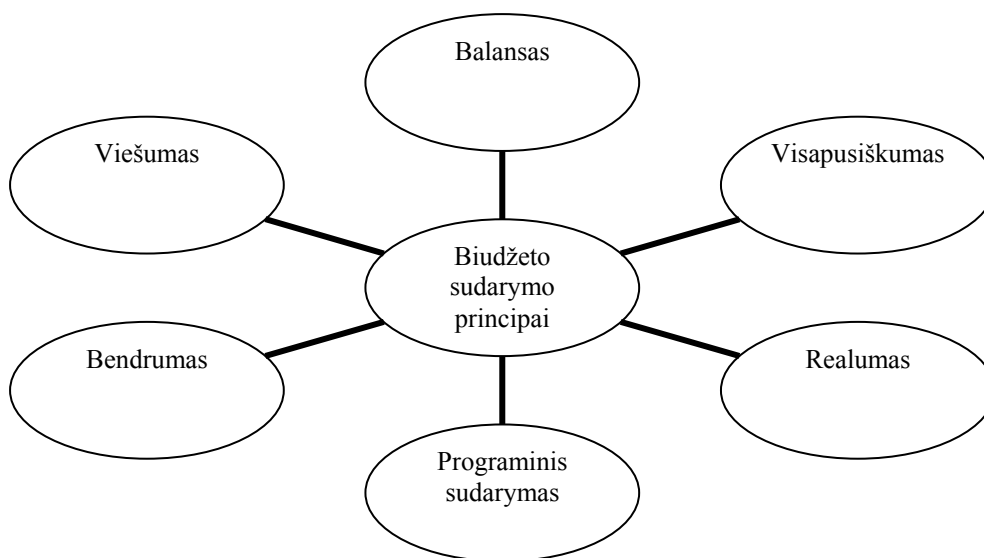 Balansas
Viešumas
Visapusiškumas
Biudžeto
sudarymo
principai
Bendrumas
Realumas
Programinis
sudarymas